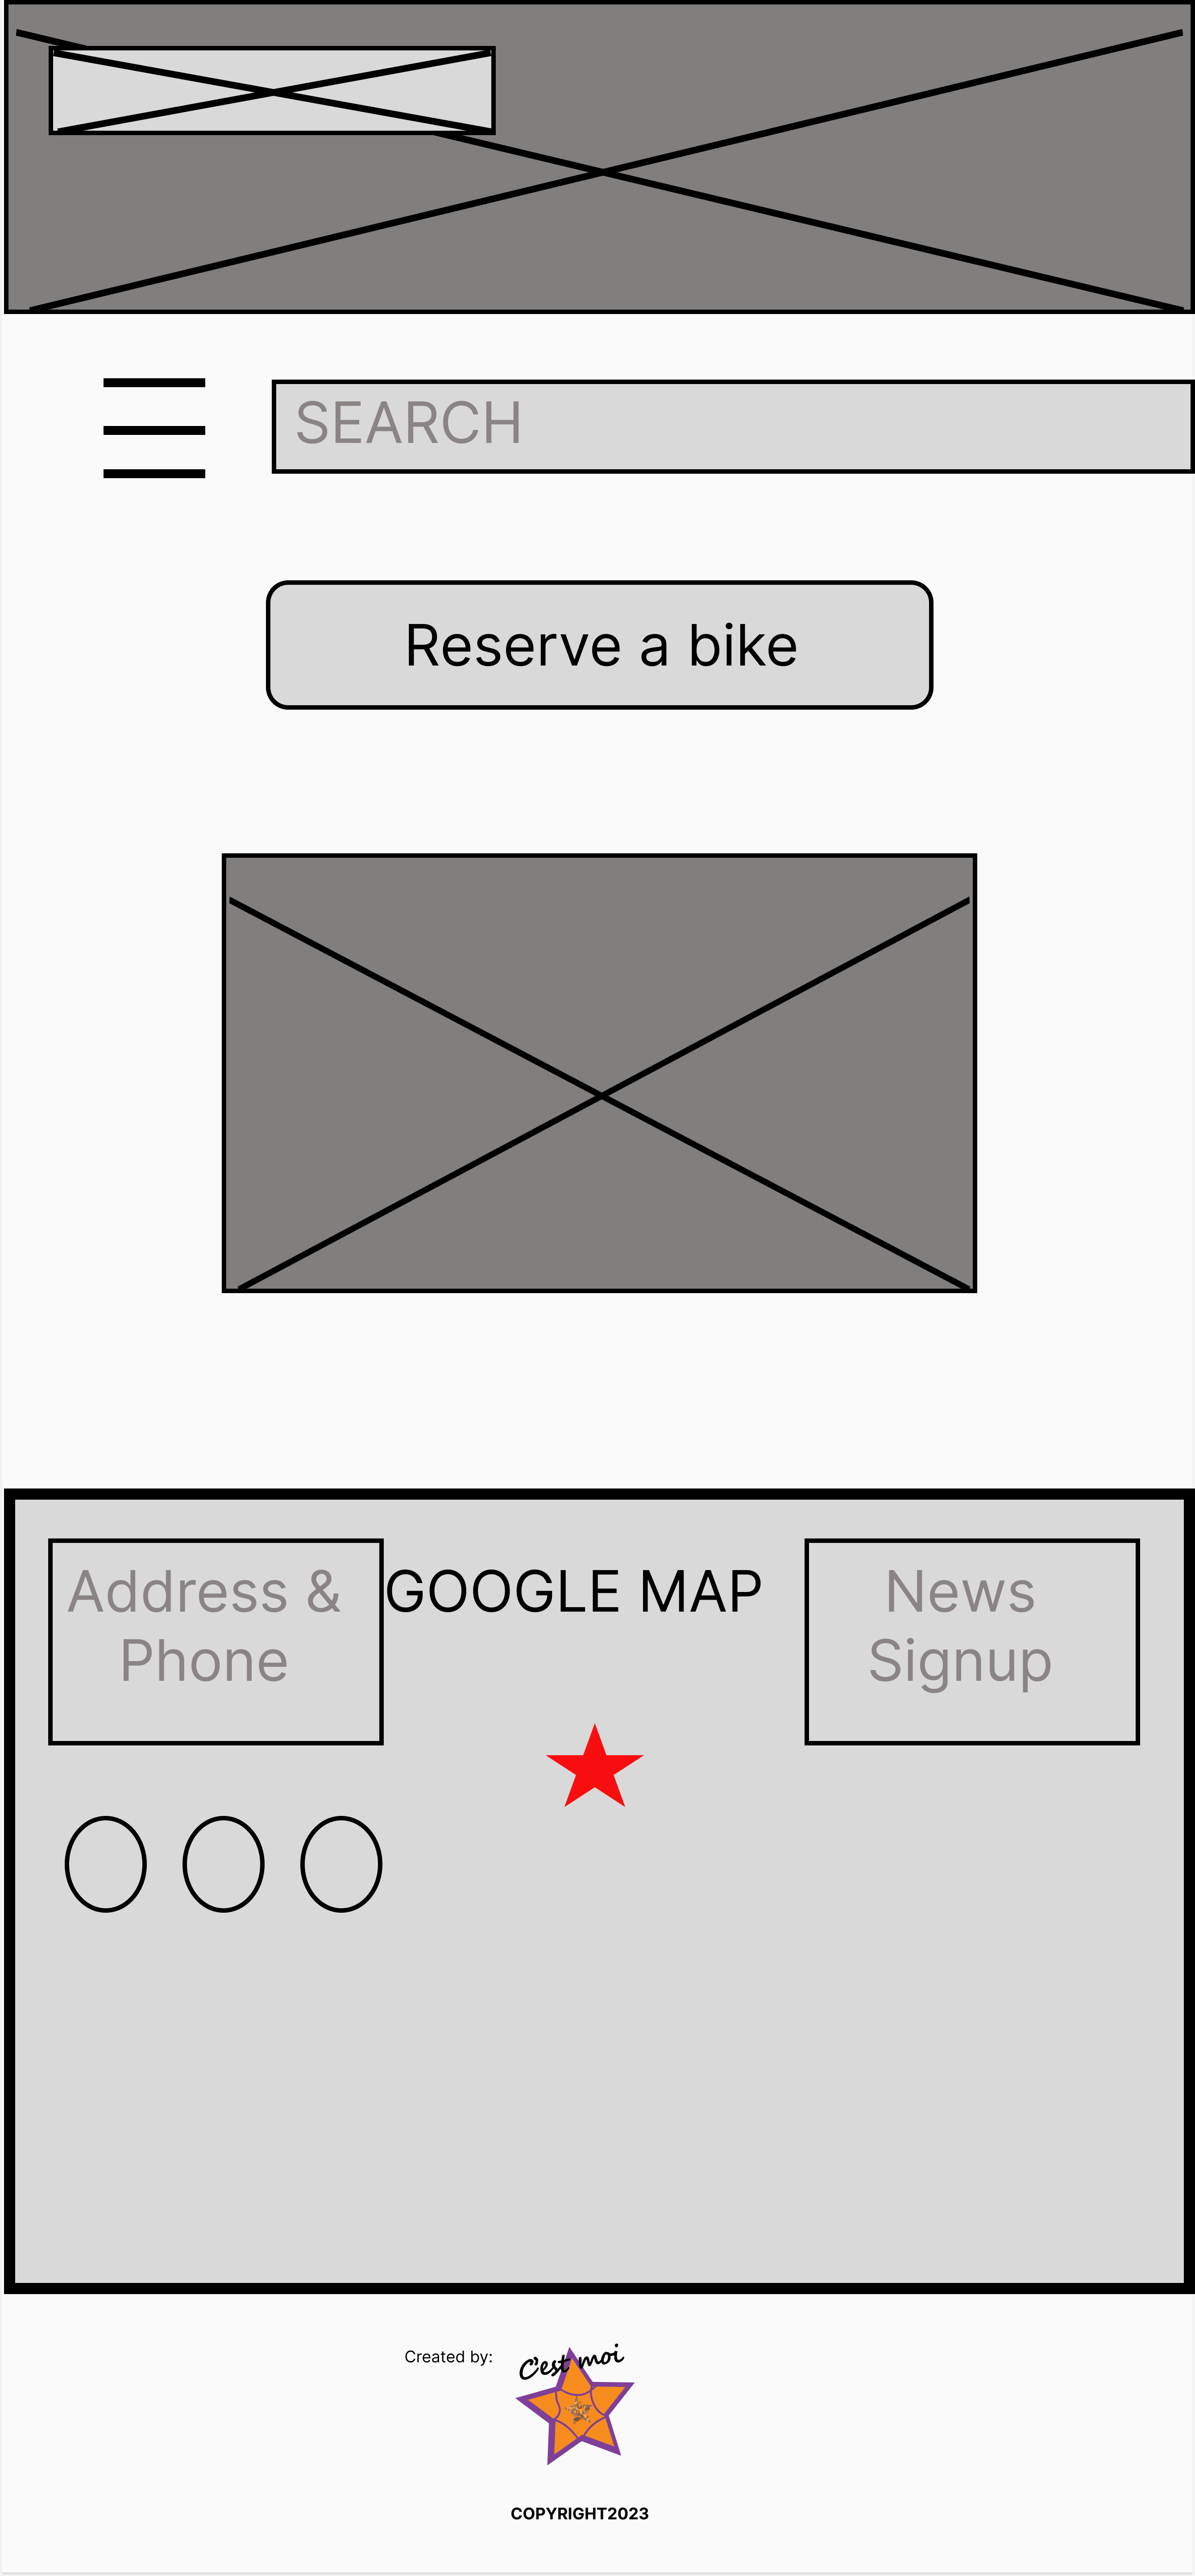 SEARCH
Reserve a bike
Address &
Phone
GOOGLE MAP
News
Signup
Created by:
C'est moi
COPYRIGHT2023